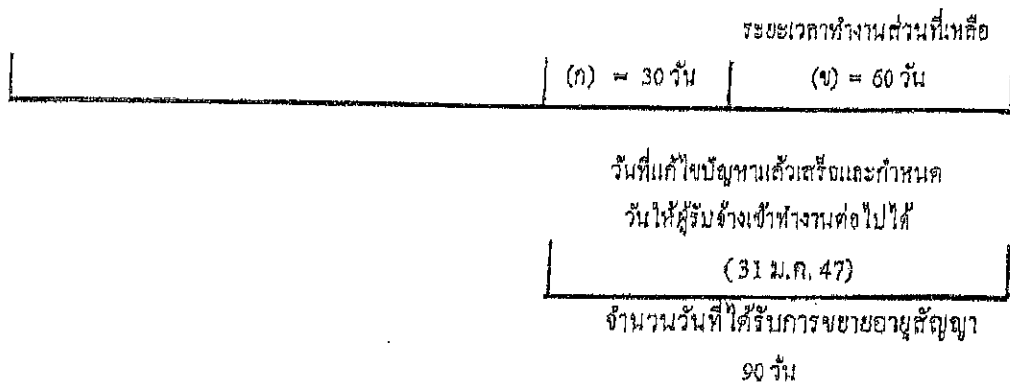 ระยะเวลาทำงานส่วนที่เหลือ
(ก) = 30 วัน (ข) = 60 วัน
วันที่แก้ไขปัญหาแล้วเสร็จและกำหนด
วันให้ผู้รับจ้างเข้าทำงานต่อไปได้
(31 ม.ค. 47)
จำนวนวันที่ได้รับการขยายอายุสัญญา
90 วัน